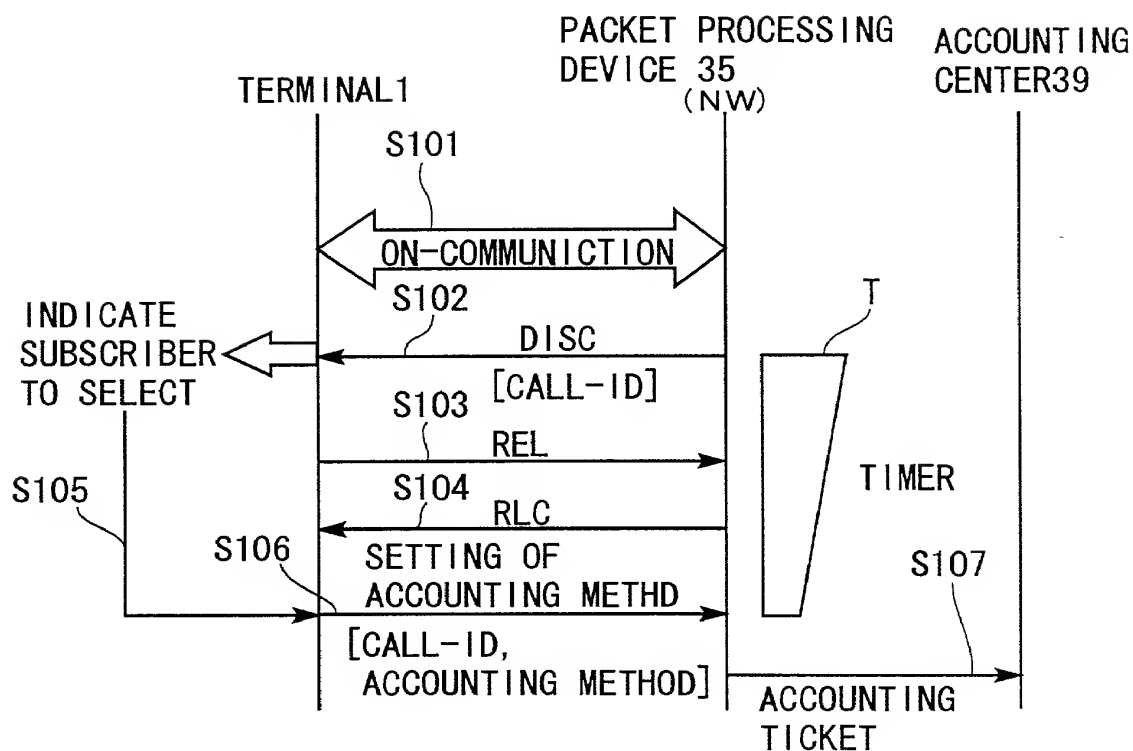 PACKET PROCESSING
DEVICE 35
(NW)
ACCOUNTING
CENTER39
TERMINAL1
S101
ON-COMMUNICTION
S102
T
INDICATE
SUBSCRIBER
TO SELECT
DISC
[CALL-ID]
S103
REL
TIMER
S104
RLC
S105
S106
SETTING OF
ACCOUNTING METHD
S107
[CALL-ID,
ACCOUNTING METHOD]
ACCOUNTING
TICKET